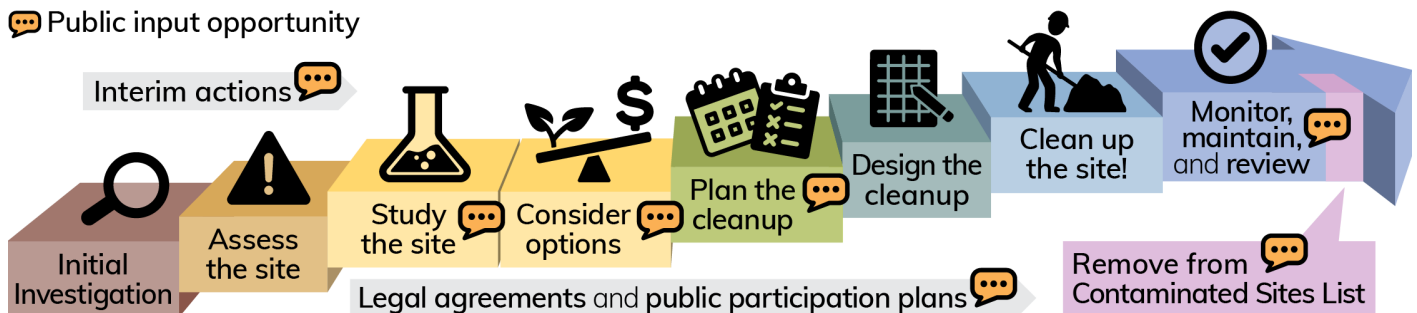 Public input opportunity
Interim actions
Initial
Investigation
Assess
the site
Study
the site
Consider
options
Plan the
cleanup
Design the
cleanup
Clean up
the site!
Monitor,
maintain,
and review
Legal agreements and public participation plans
Remove from
Contaminated Sites List